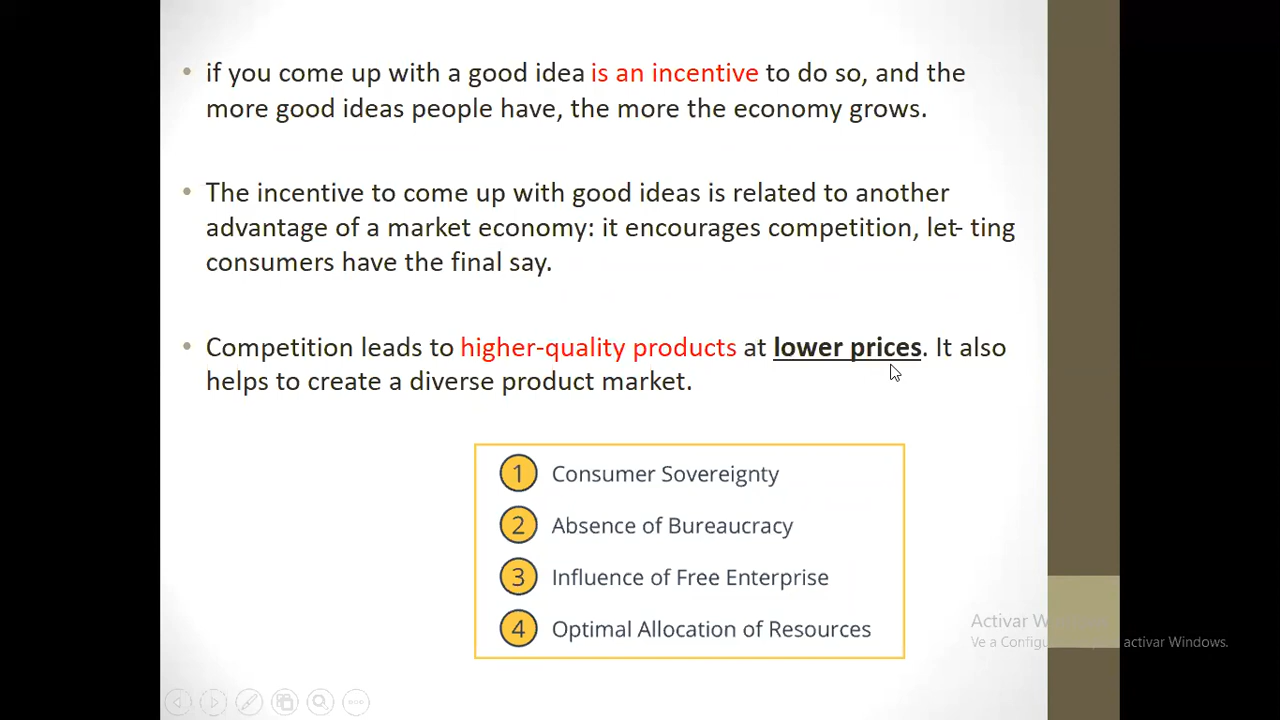 • if you come up with a good idea is an incentive to do so, and the
more good ideas people have, the more the economy grows.
• The incentive to come up with good ideas is related to another
advantage of a market economy: it encourages competition, let- ting
consumers have the final say.
• Competition leads to higher-quality products at lower prices. It also
helps to create a diverse product market.
1 Consumer Sovereignty
2 Absence of Bureaucracy
3 Influence of Free Enterprise
4 Optimal Allocation of Resources
Activar
Ve a activar Windows.